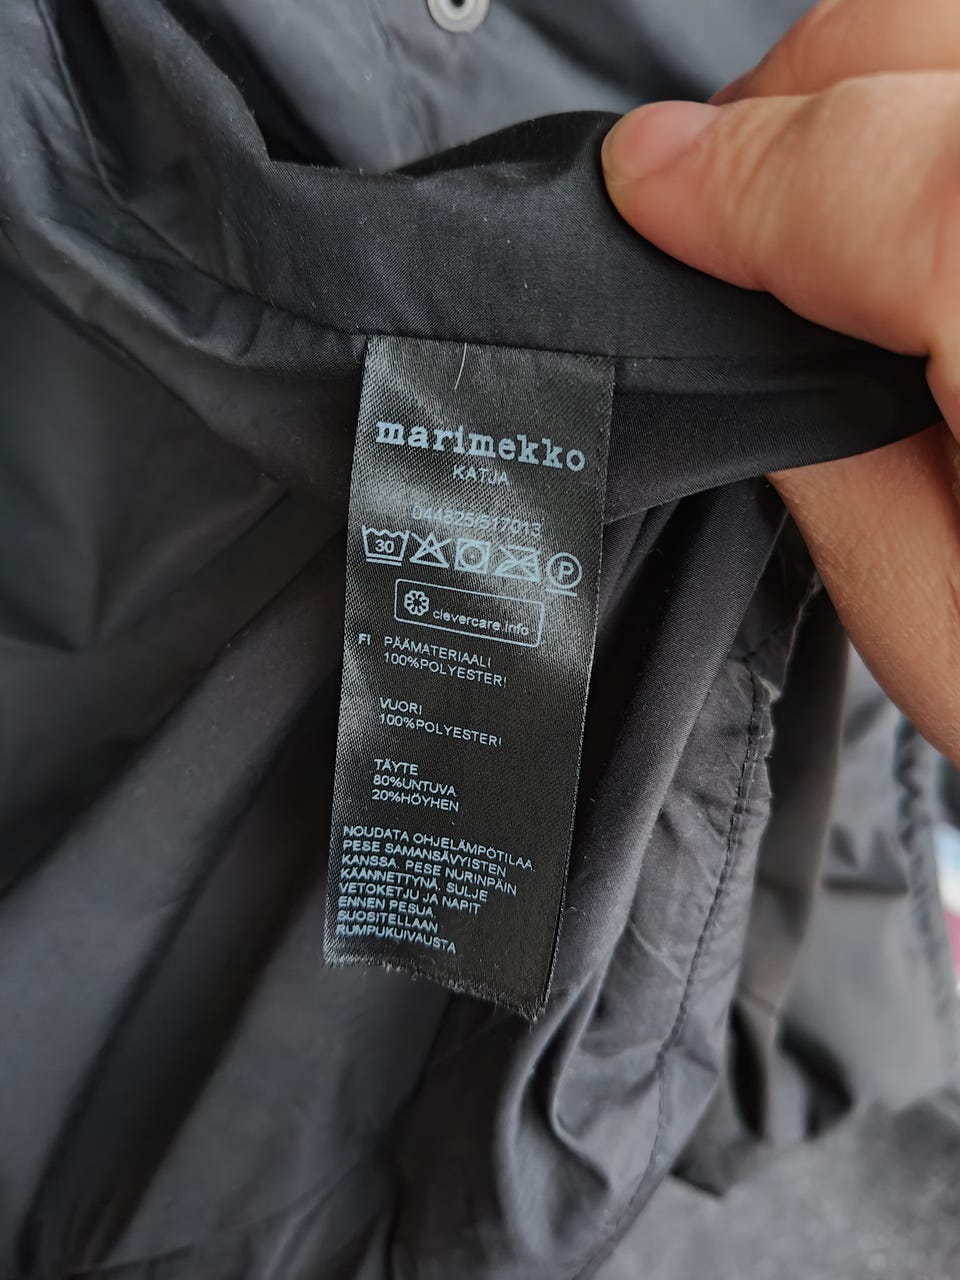 marimekko
KATJA
044825/617013
30
P
clevercare.info
FI PÄÄMATERIAALI
100%POLYESTERI
VUORI
100%POLYESTERI
TÄYTE
80%UNTUVA
20%HÖYHEN
NOUDATA OHJELÄMPÖTILAA.
PESE SAMANSÄVYISTEN
KANSSA. PESE NURINPÄIN
KÄÄNNETTYNÄ. SULJE
VETOKETJU JA NAPIT
ENNEN PESUA.
SUOSITELLAAN
RUMPUKUIVAUSTA